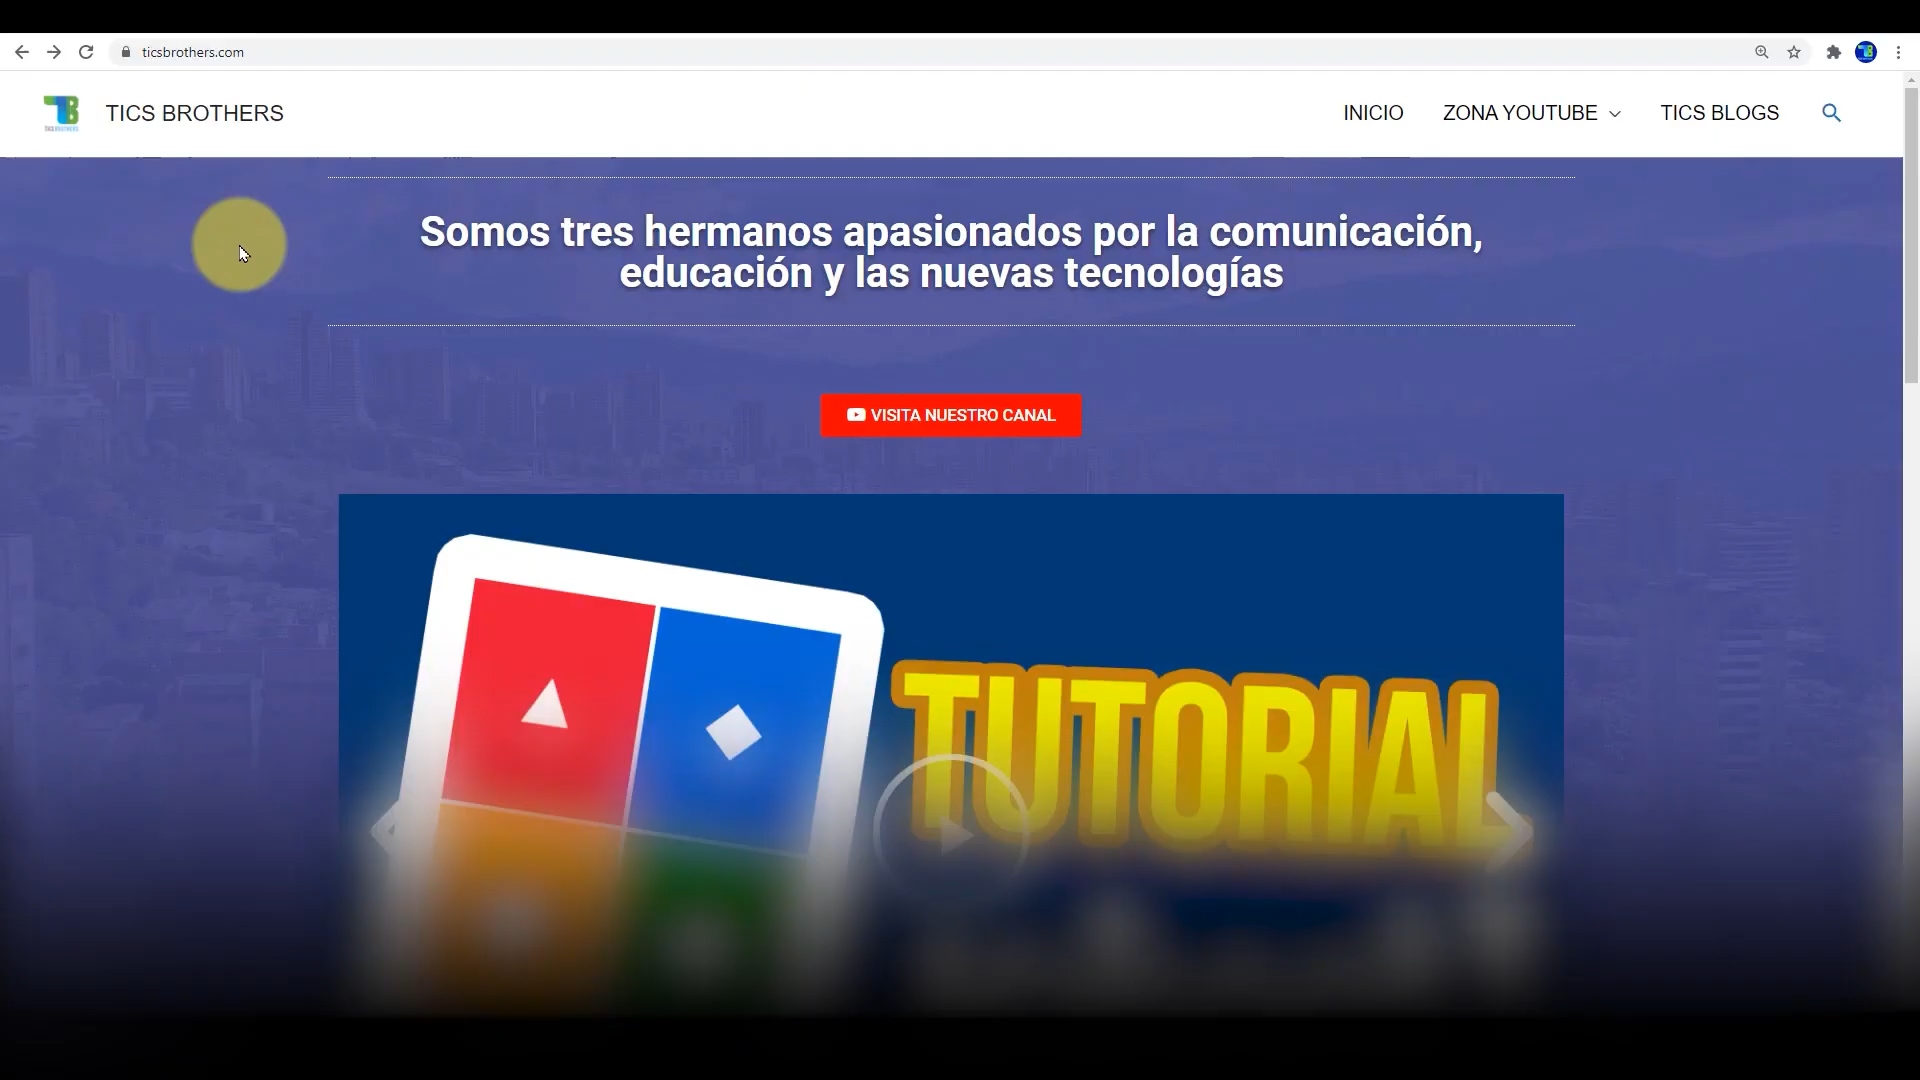 ticsbrothers.com
TICS BROTHERS
INICIO
ZONA YOUTUBE
TICS BLOGS
Somos tres hermanos apasionados por la comunicación,
educación y las nuevas tecnologías
VISITA NUESTRO CANAL
TUTORIAL